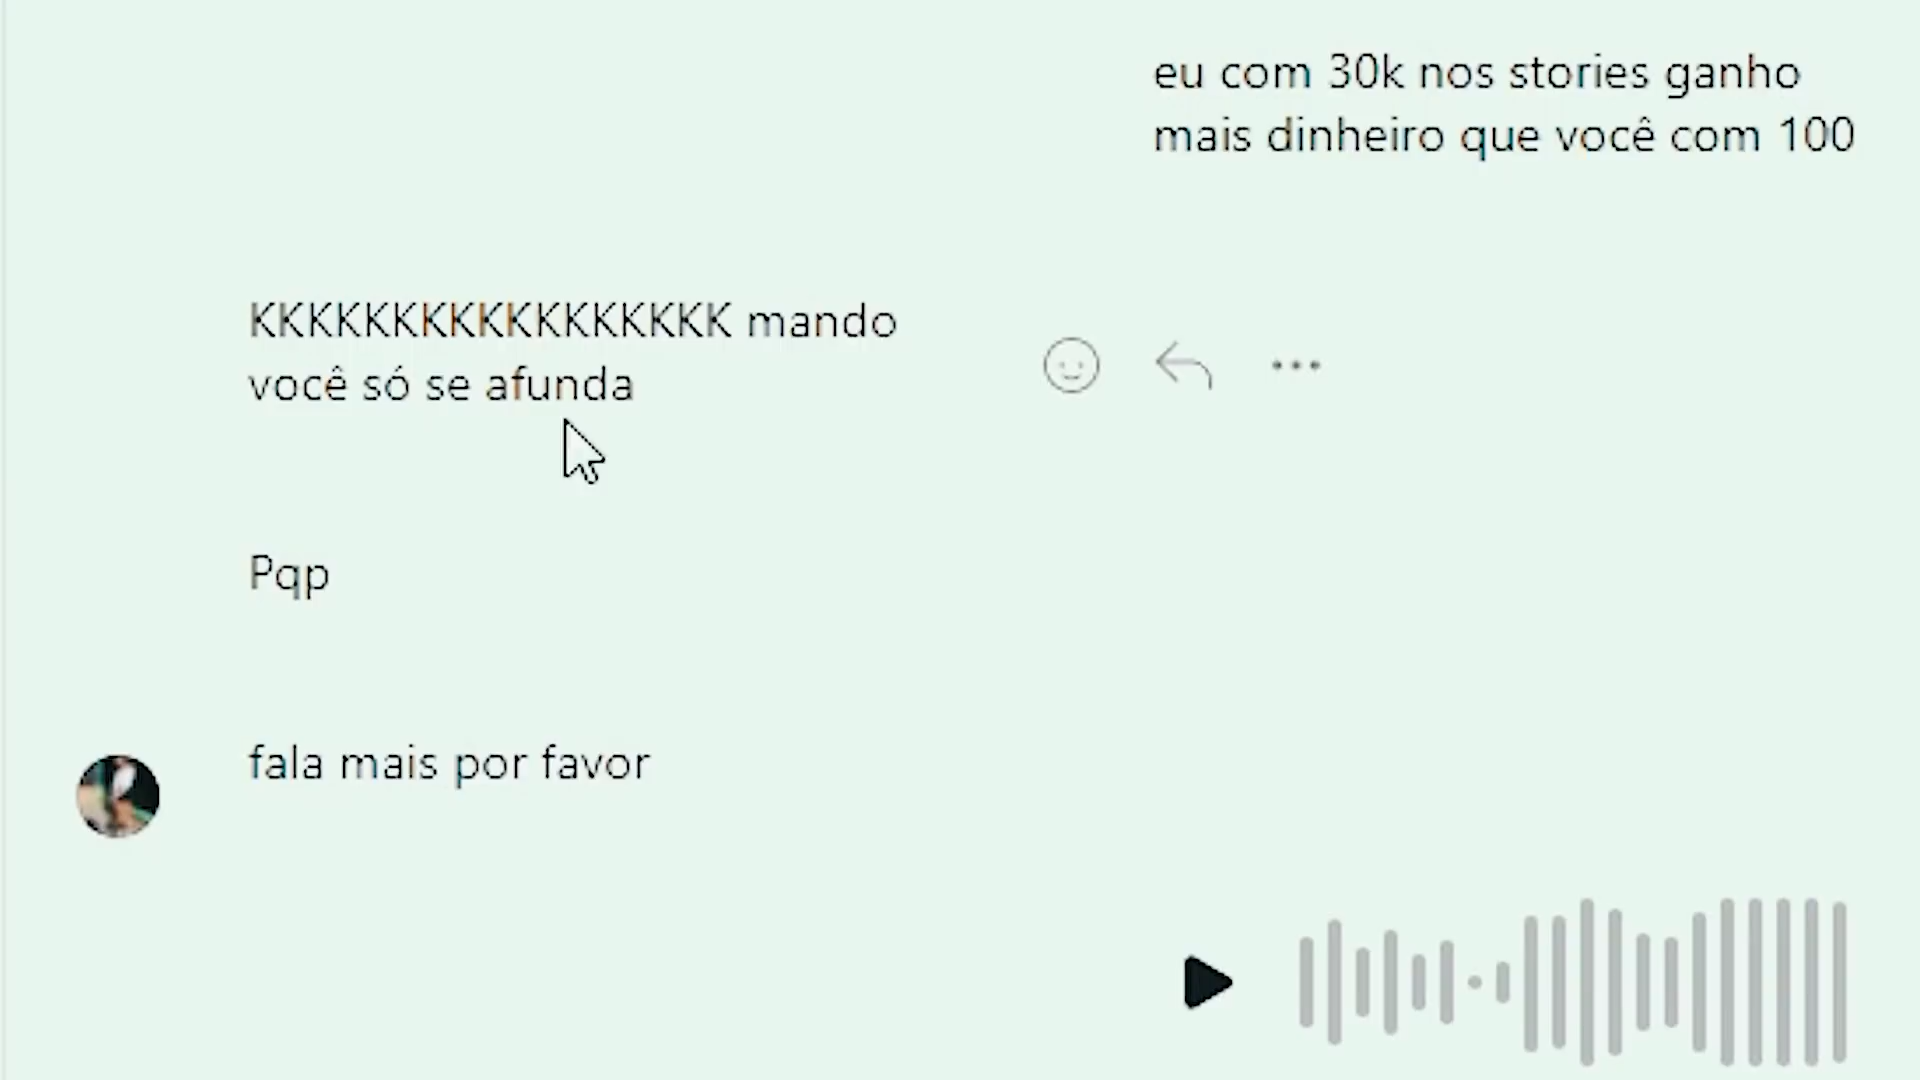 eu com 30k nos stories ganho
mais dinheiro que você com 100
KKKKKKKKKKKKKKKKK mando
você só se afunda
Pqp
fala mais por favor